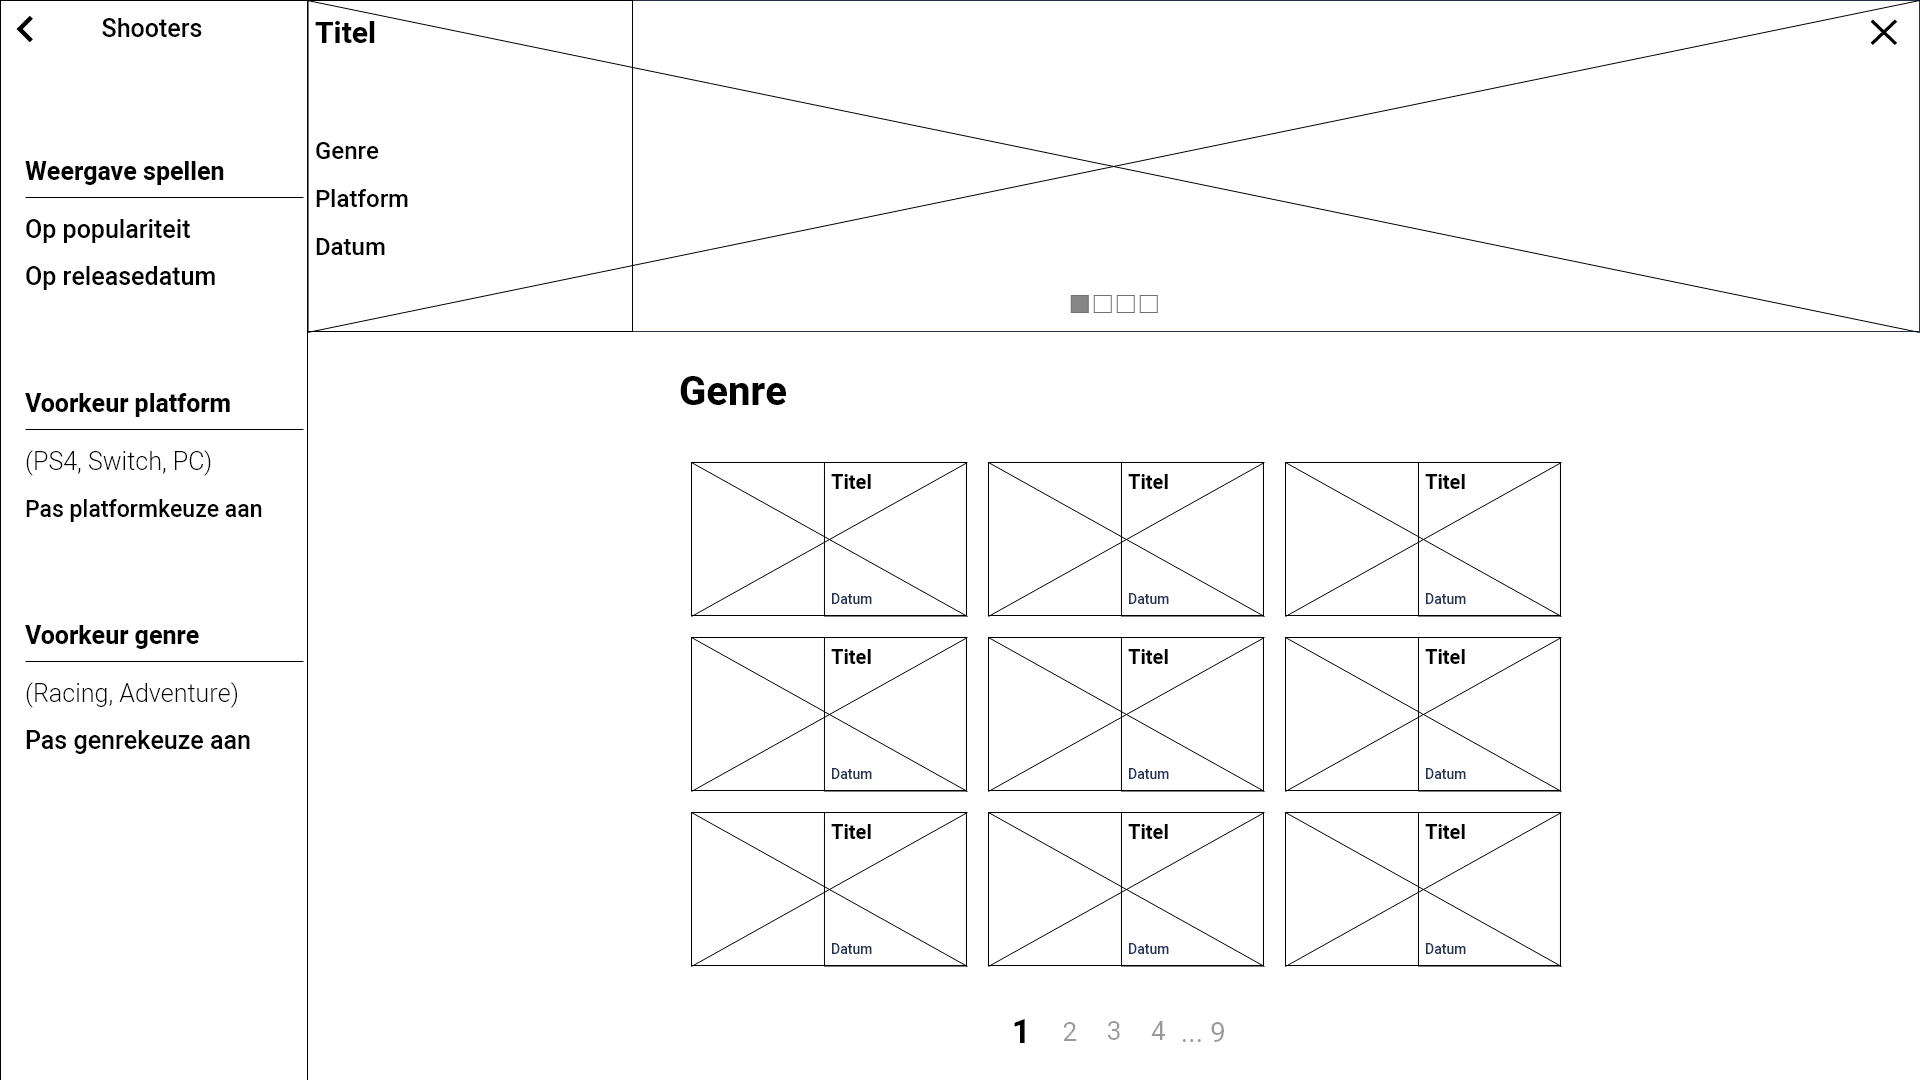 Shooters
Weergave spellen
Op populariteit
Op releasedatum
Voorkeur platform
(PS4, Switch, PC)
Pas platformkeuze aan
Voorkeur genre
(Racing, Adventure)
Pas genrekeuze aan
Titel
Genre
Platform
Datum
Genre
Titel
Datum
Titel
Datum
Titel
Datum
Titel
Datum
Titel
Datum
Titel
Datum
Titel
Datum
Titel
Datum
Titel
Datum
1 2 3 4 ... 9